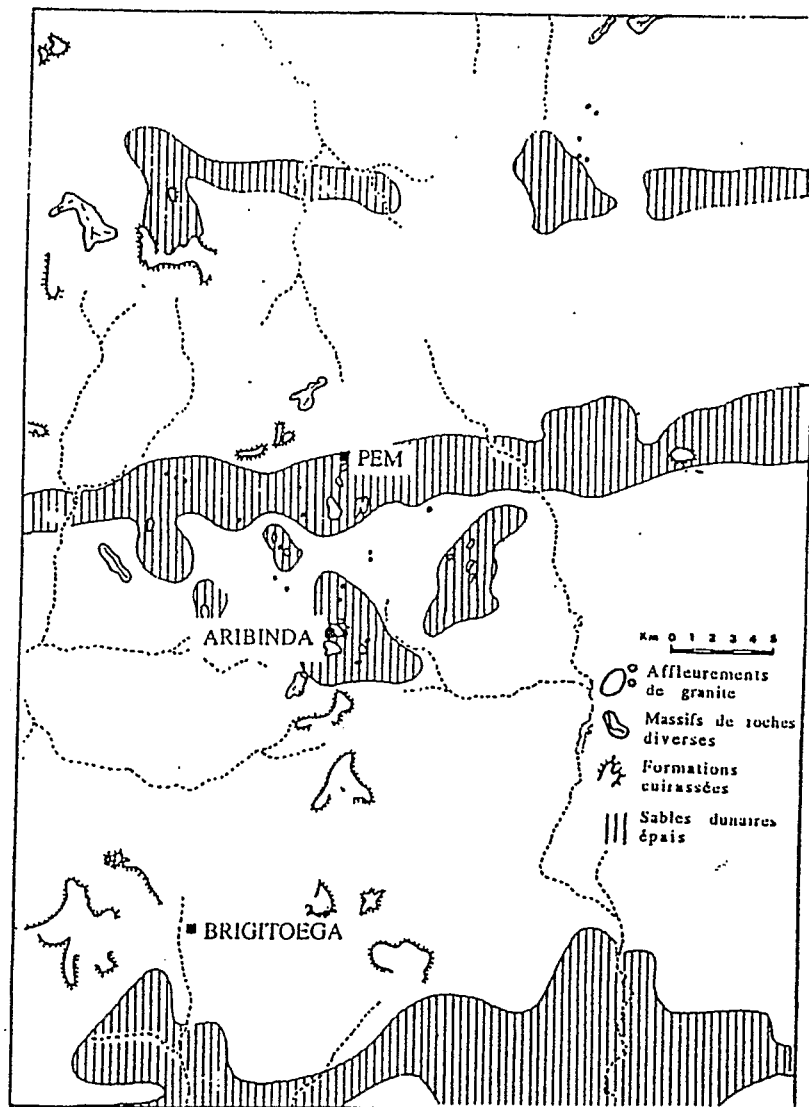 PEM
ARIBINDA
Km 0 1 2 3 4 5
Affleurements
de granite
Massifs de roches
diverses
Formations
cuirassées
Sables dunaires
épais
BRIGITOEGA